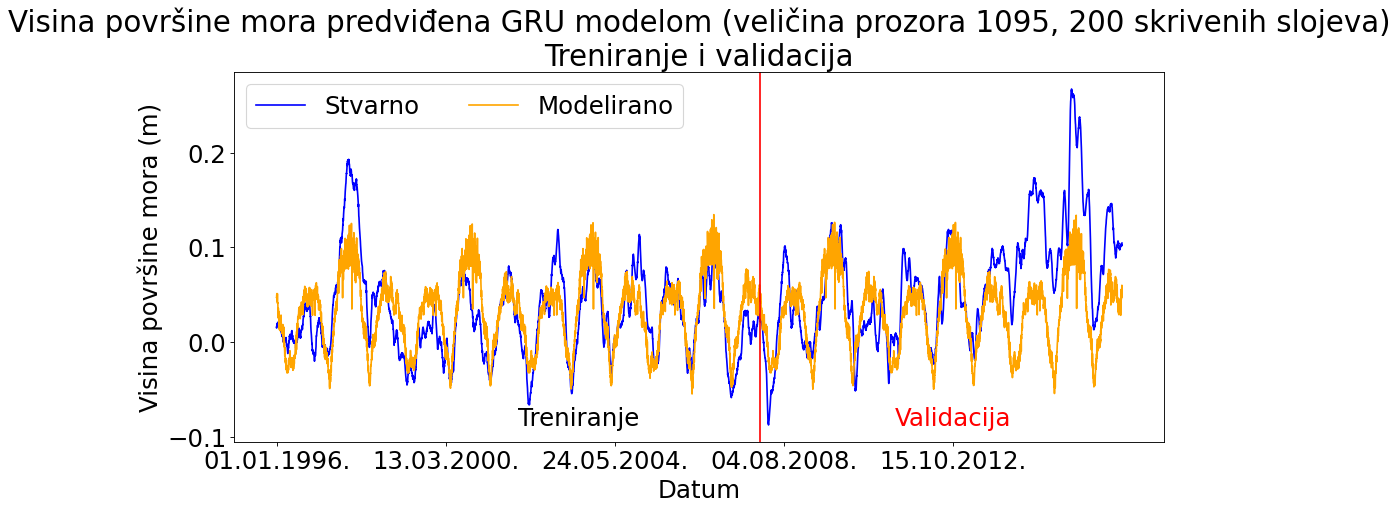 Visina površine mora predviđena GRU modelom (veličina prozora 1095, 200 skrivenih slojeva)
Treniranje i validacija
Stvarno
Modelirano
Visina površine mora (m)
0.2
0.1
0.0
−0.1
Treniranje
Validacija
01.01.1996.
13.03.2000.
24.05.2004.
04.08.2008.
15.10.2012.
Datum